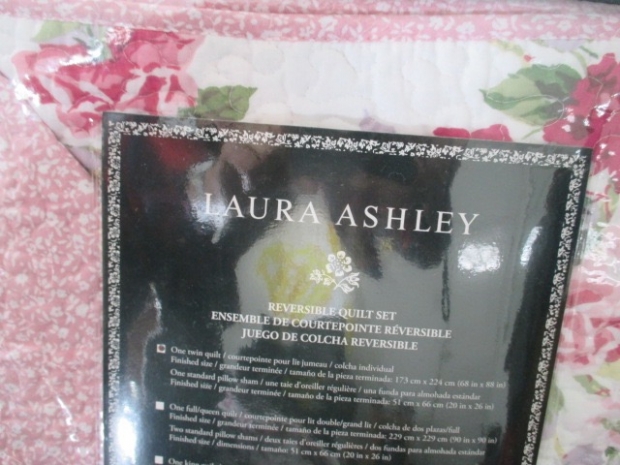 LAURA ASHLEY
REVERSIBLE QUILT SET
ENSEMBLE DE COURTEPOINTE RÉVERSIBLE
JUEGO DE COLCHA REVERSIBLE
One twin quilt / courtepointe pour lit jumeau / colcha individual
Finished size / grandeur terminée / tamaño de la pieza terminada: 173 cm x 224 cm (68 in x 88 in)
One standard pillow sham / une taie d'oreiller régulière / una funda para almohada estándar
Finished size / grandeur terminée / tamaño de la pieza terminada: 51 cm x 66 cm (20 in x 26 in)
One full/queen quilt / courtepointe pour lit double/grand lit / colcha de dos plazas/full
Finished size / grandeur terminée / tamaño de la pieza terminada: 229 cm x 229 cm (90 in x 90 in)
Two standard pillow shams / deux taies d'oreiller régulières / dos fundas para almohada estándar
Finished size / dimensions / tamaño: 51 cm x 66 cm (20 in x 26 in)
One king